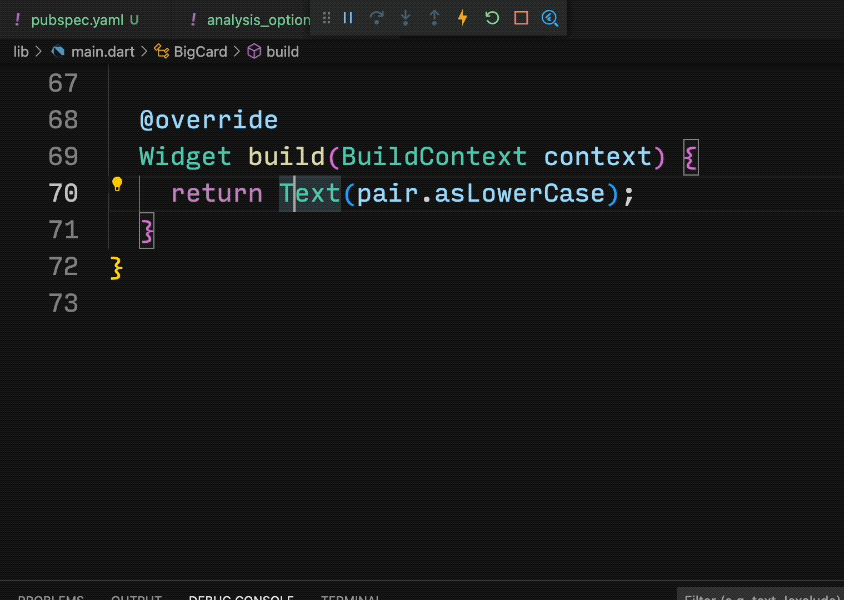 ! pubspec.yaml U ! analysis_option
lib > main.dart > BigCard > build
67
68 @override
69 Widget build(BuildContext context) {
70 return Text(pair.asLowerCase);
71 }
72 }
73
PROBLEMS OUTPUT DEBUG CONSOLE TERMINAL Filter (e.g. text, !exclude)